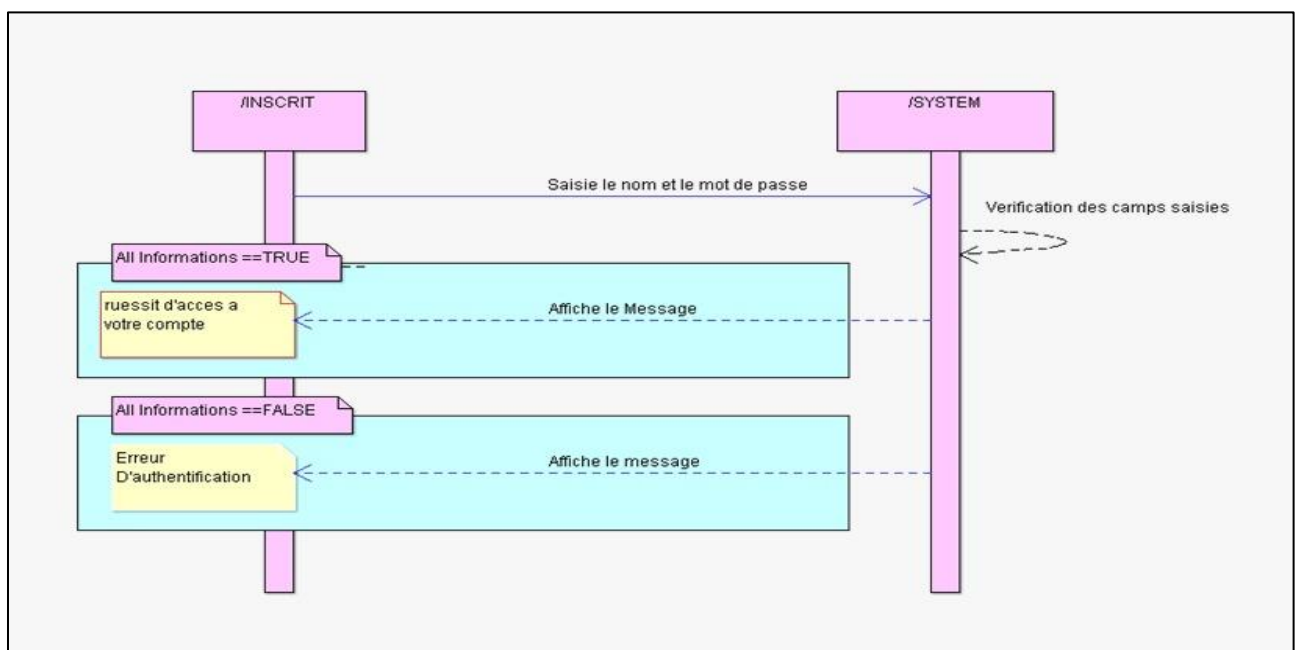 /INSCRIT
/SYSTEM
Saisie le nom et le mot de passe
Verification des camps saisies
All Informations ==TRUE
ruessit d'acces a
votre compte
Affiche le Message
All Informations ==FALSE
Erreur
D'authentification
Affiche le message